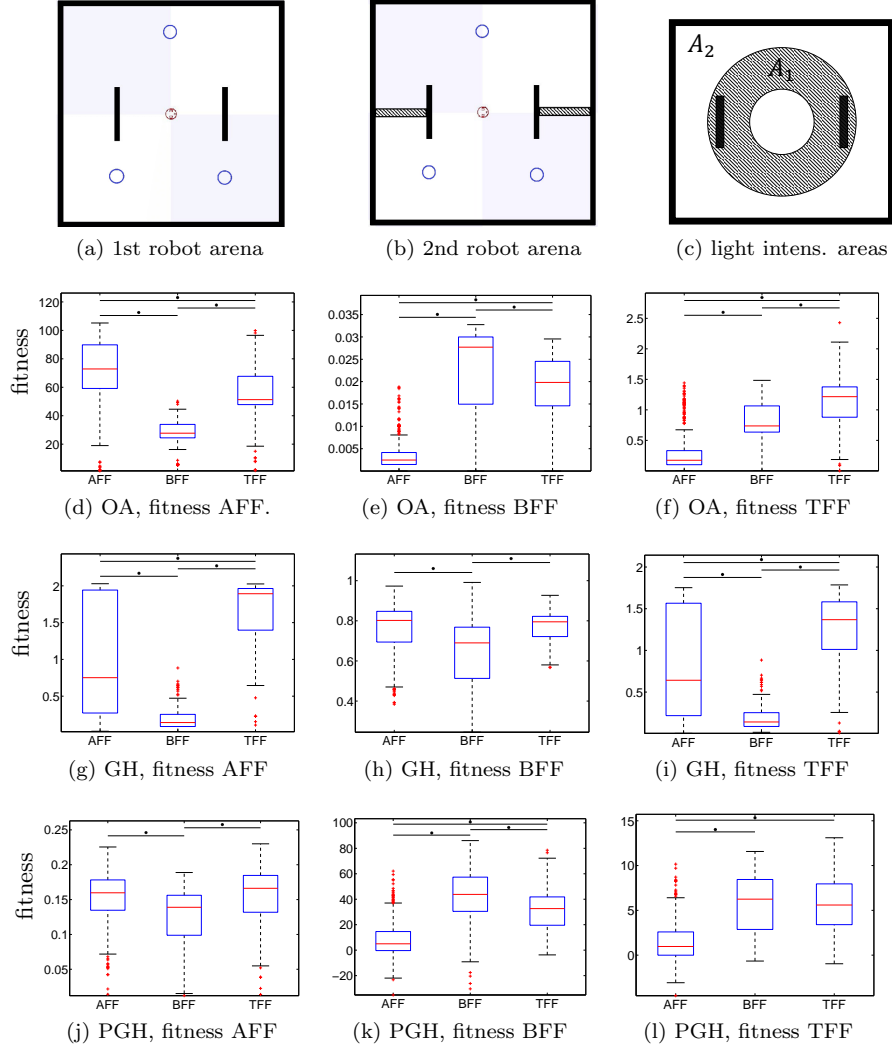 A₂
A₁
(a) 1st robot arena
(b) 2nd robot arena
(c) light intens. areas
fitness
120
100
80
60
40
20
AFF BFF TFF
(d) OA, fitness AFF.
0.035
0.03
0.025
0.02
0.015
0.01
0.005
AFF BFF TFF
(e) OA, fitness BFF
2.5
2
1.5
1
0.5
AFF BFF TFF
(f) OA, fitness TFF
fitness
2
1.5
1
0.5
AFF BFF TFF
(g) GH, fitness AFF
1
0.8
0.6
0.4
AFF BFF TFF
(h) GH, fitness BFF
2
1.5
1
0.5
AFF BFF TFF
(i) GH, fitness TFF
fitness
0.25
0.2
0.15
0.1
0.05
AFF BFF TFF
(j) PGH, fitness AFF
100
80
60
40
20
0
−20
AFF BFF TFF
(k) PGH, fitness BFF
15
10
5
0
AFF BFF TFF
(l) PGH, fitness TFF